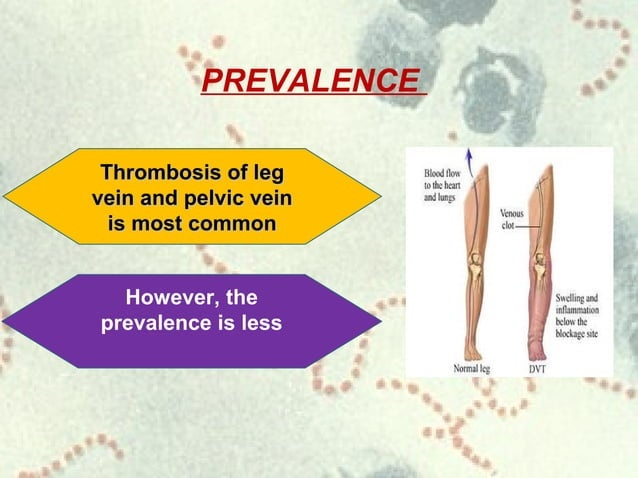 PREVALENCE
Thrombosis of leg
vein and pelvic vein
is most common
However, the
prevalence is less
Blood flow
to the heart
and lungs
Venous
clot
Swelling and
inflammation
below the
blockage site
Normal leg
DVT